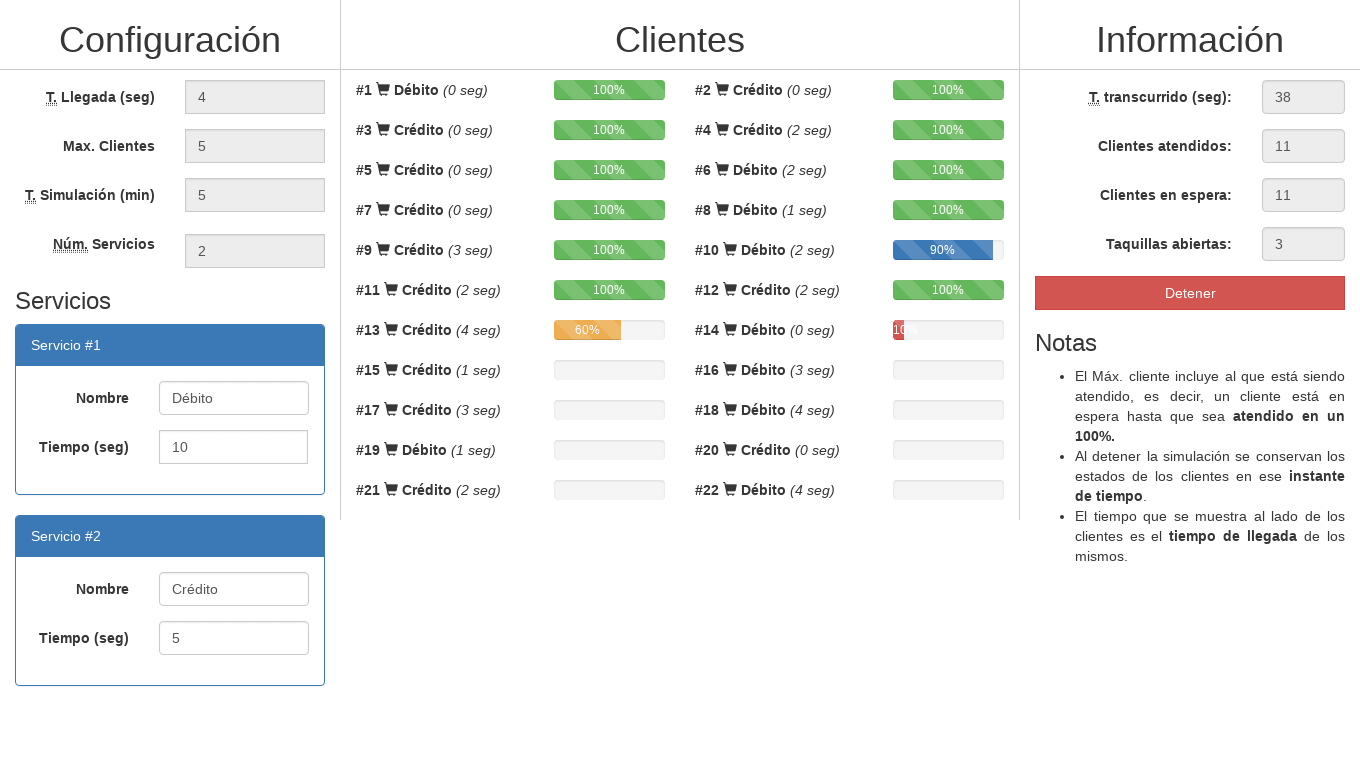 Configuración
T. Llegada (seg) 4
Max. Clientes 5
T. Simulación (min) 5
Núm. Servicios 2
Servicios
Servicio #1
Nombre Débito
Tiempo (seg) 10
Servicio #2
Nombre Crédito
Tiempo (seg) 5
Clientes
#1 Débito (0 seg) 100% #2 Crédito (0 seg) 100%
#3 Crédito (0 seg) 100% #4 Crédito (2 seg) 100%
#5 Crédito (0 seg) 100% #6 Débito (2 seg) 100%
#7 Crédito (0 seg) 100% #8 Débito (1 seg) 100%
#9 Crédito (3 seg) 100% #10 Débito (2 seg) 90%
#11 Crédito (2 seg) 100% #12 Crédito (2 seg) 100%
#13 Crédito (4 seg) 60% #14 Débito (0 seg) 10%
#15 Crédito (1 seg) #16 Débito (3 seg)
#17 Crédito (3 seg) #18 Débito (4 seg)
#19 Débito (1 seg) #20 Crédito (0 seg)
#21 Crédito (2 seg) #22 Débito (4 seg)
Información
T. transcurrido (seg): 38
Clientes atendidos: 11
Clientes en espera: 11
Taquillas abiertas: 3
Detener
Notas
• El Máx. cliente incluye al que está siendo
atendido, es decir, un cliente está en
espera hasta que sea atendido en un
100%.
• Al detener la simulación se conservan los
estados de los clientes en ese instante
de tiempo.
• El tiempo que se muestra al lado de los
clientes es el tiempo de llegada de los
mismos.